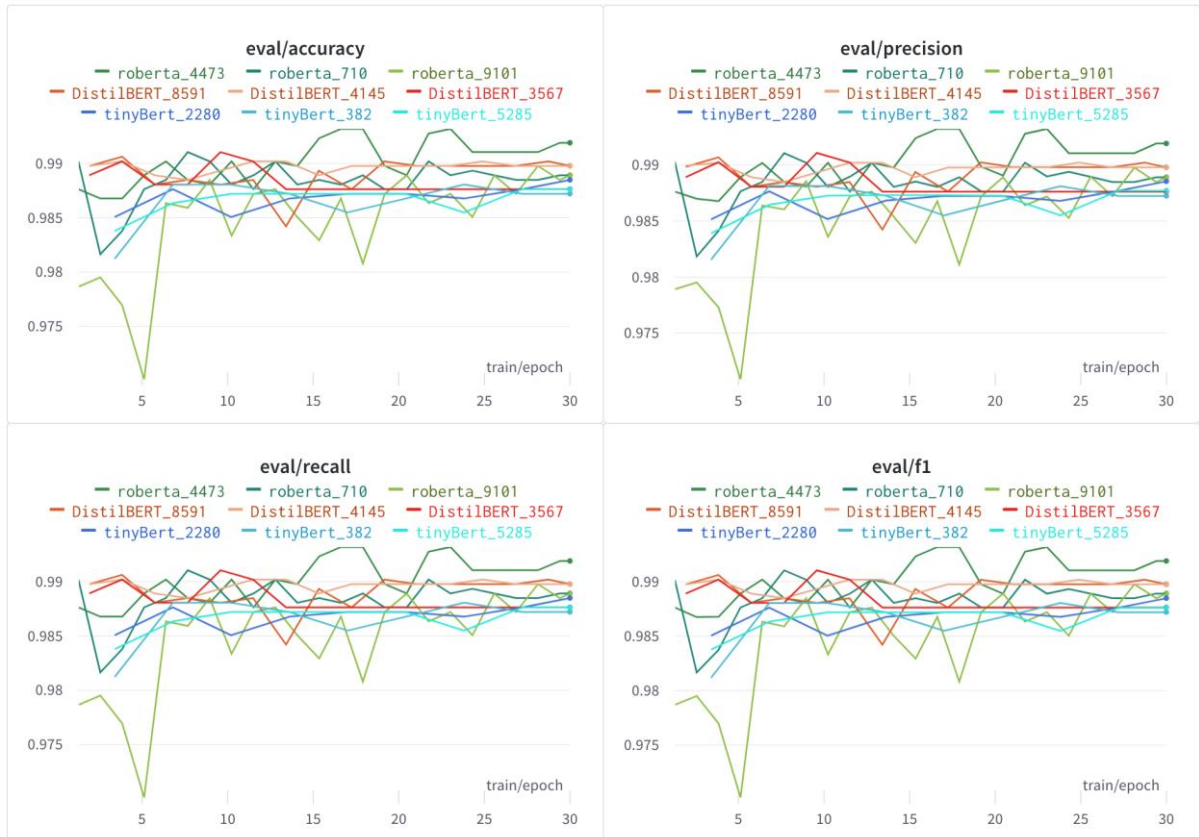 eval/accuracy
roberta_4473 roberta_710 roberta_9101
DistilBERT_8591 DistilBERT_4145 DistilBERT_3567
tinyBert_2280 tinyBert_382 tinyBert_5285
0.99
0.985
0.98
0.975
train/epoch
5 10 15 20 25 30
eval/precision
roberta_4473 roberta_710 roberta_9101
DistilBERT_8591 DistilBERT_4145 DistilBERT_3567
tinyBert_2280 tinyBert_382 tinyBert_5285
0.99
0.985
0.98
0.975
train/epoch
5 10 15 20 25 30
eval/recall
roberta_4473 roberta_710 roberta_9101
DistilBERT_8591 DistilBERT_4145 DistilBERT_3567
tinyBert_2280 tinyBert_382 tinyBert_5285
0.99
0.985
0.98
0.975
train/epoch
5 10 15 20 25 30
eval/f1
roberta_4473 roberta_710 roberta_9101
DistilBERT_8591 DistilBERT_4145 DistilBERT_3567
tinyBert_2280 tinyBert_382 tinyBert_5285
0.99
0.985
0.98
0.975
train/epoch
5 10 15 20 25 30